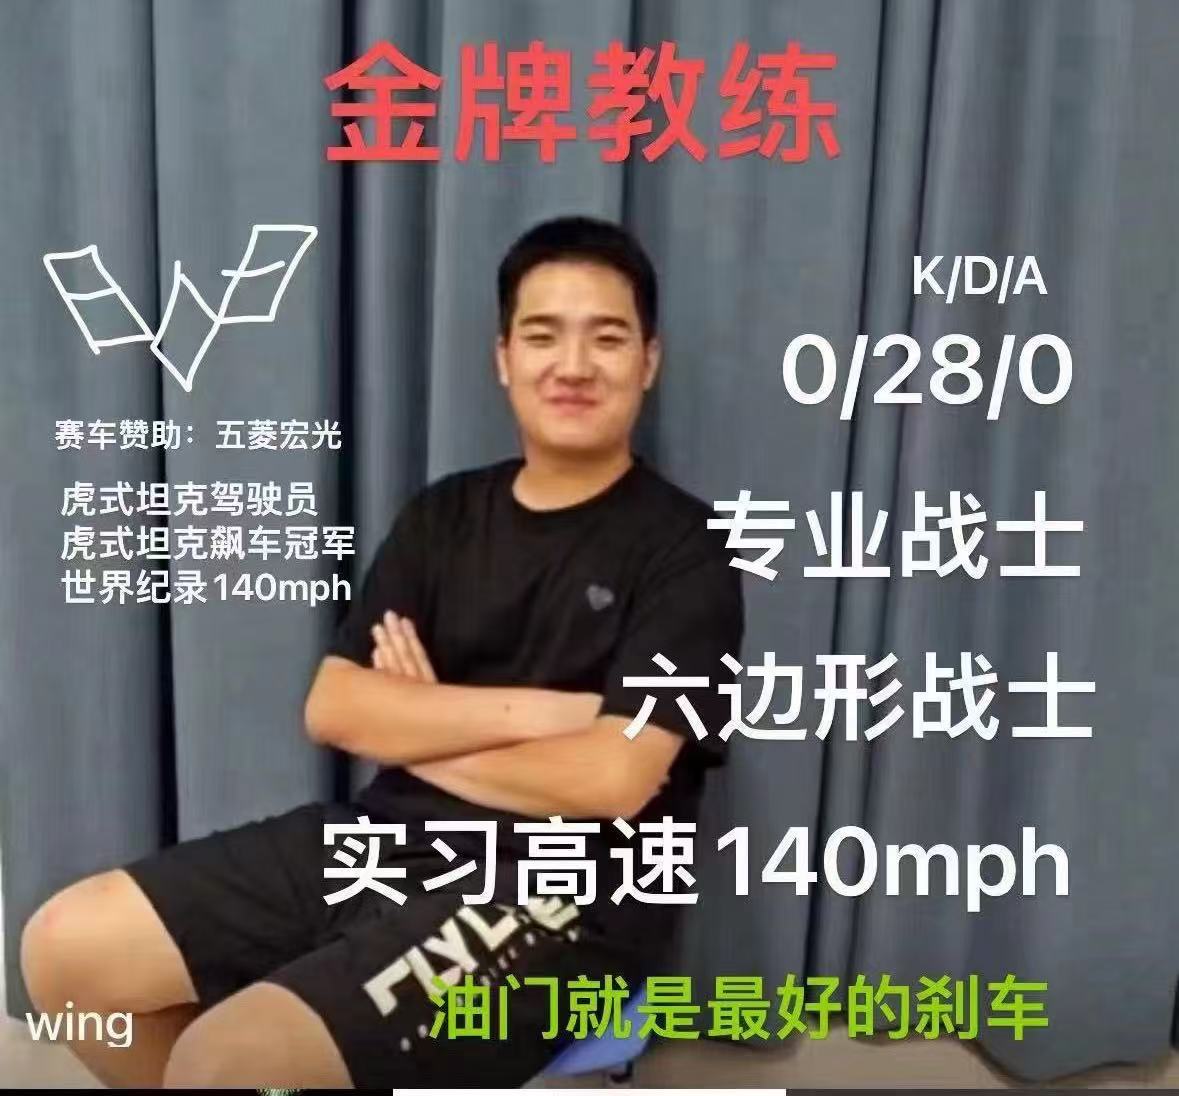 金牌教练
K/D/A
0/28/0
赛车赞助：五菱宏光
虎式坦克驾驶员
虎式坦克飙车冠军
世界纪录140mph
专业战士
六边形战士
实习高速140mph
油门就是最好的刹车
wing